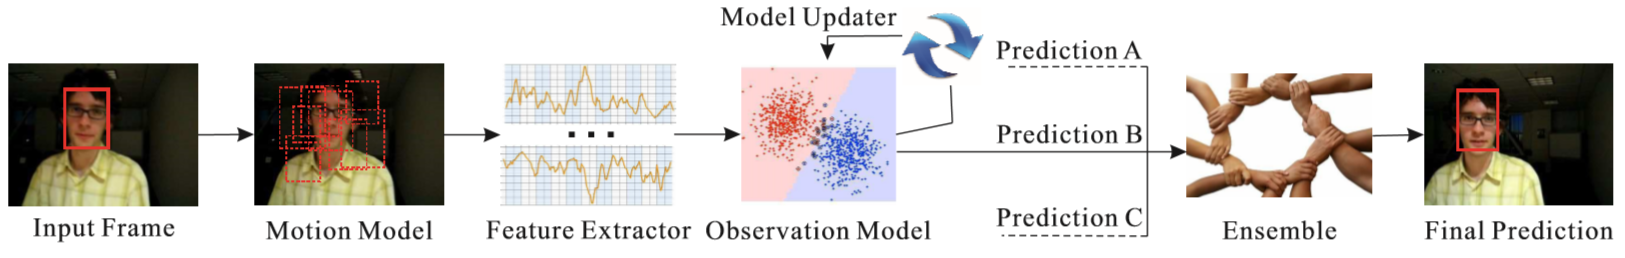 Model Updater
Prediction A
Prediction B
Prediction C
Input Frame
Motion Model
Feature Extractor
Observation Model
Ensemble
Final Prediction